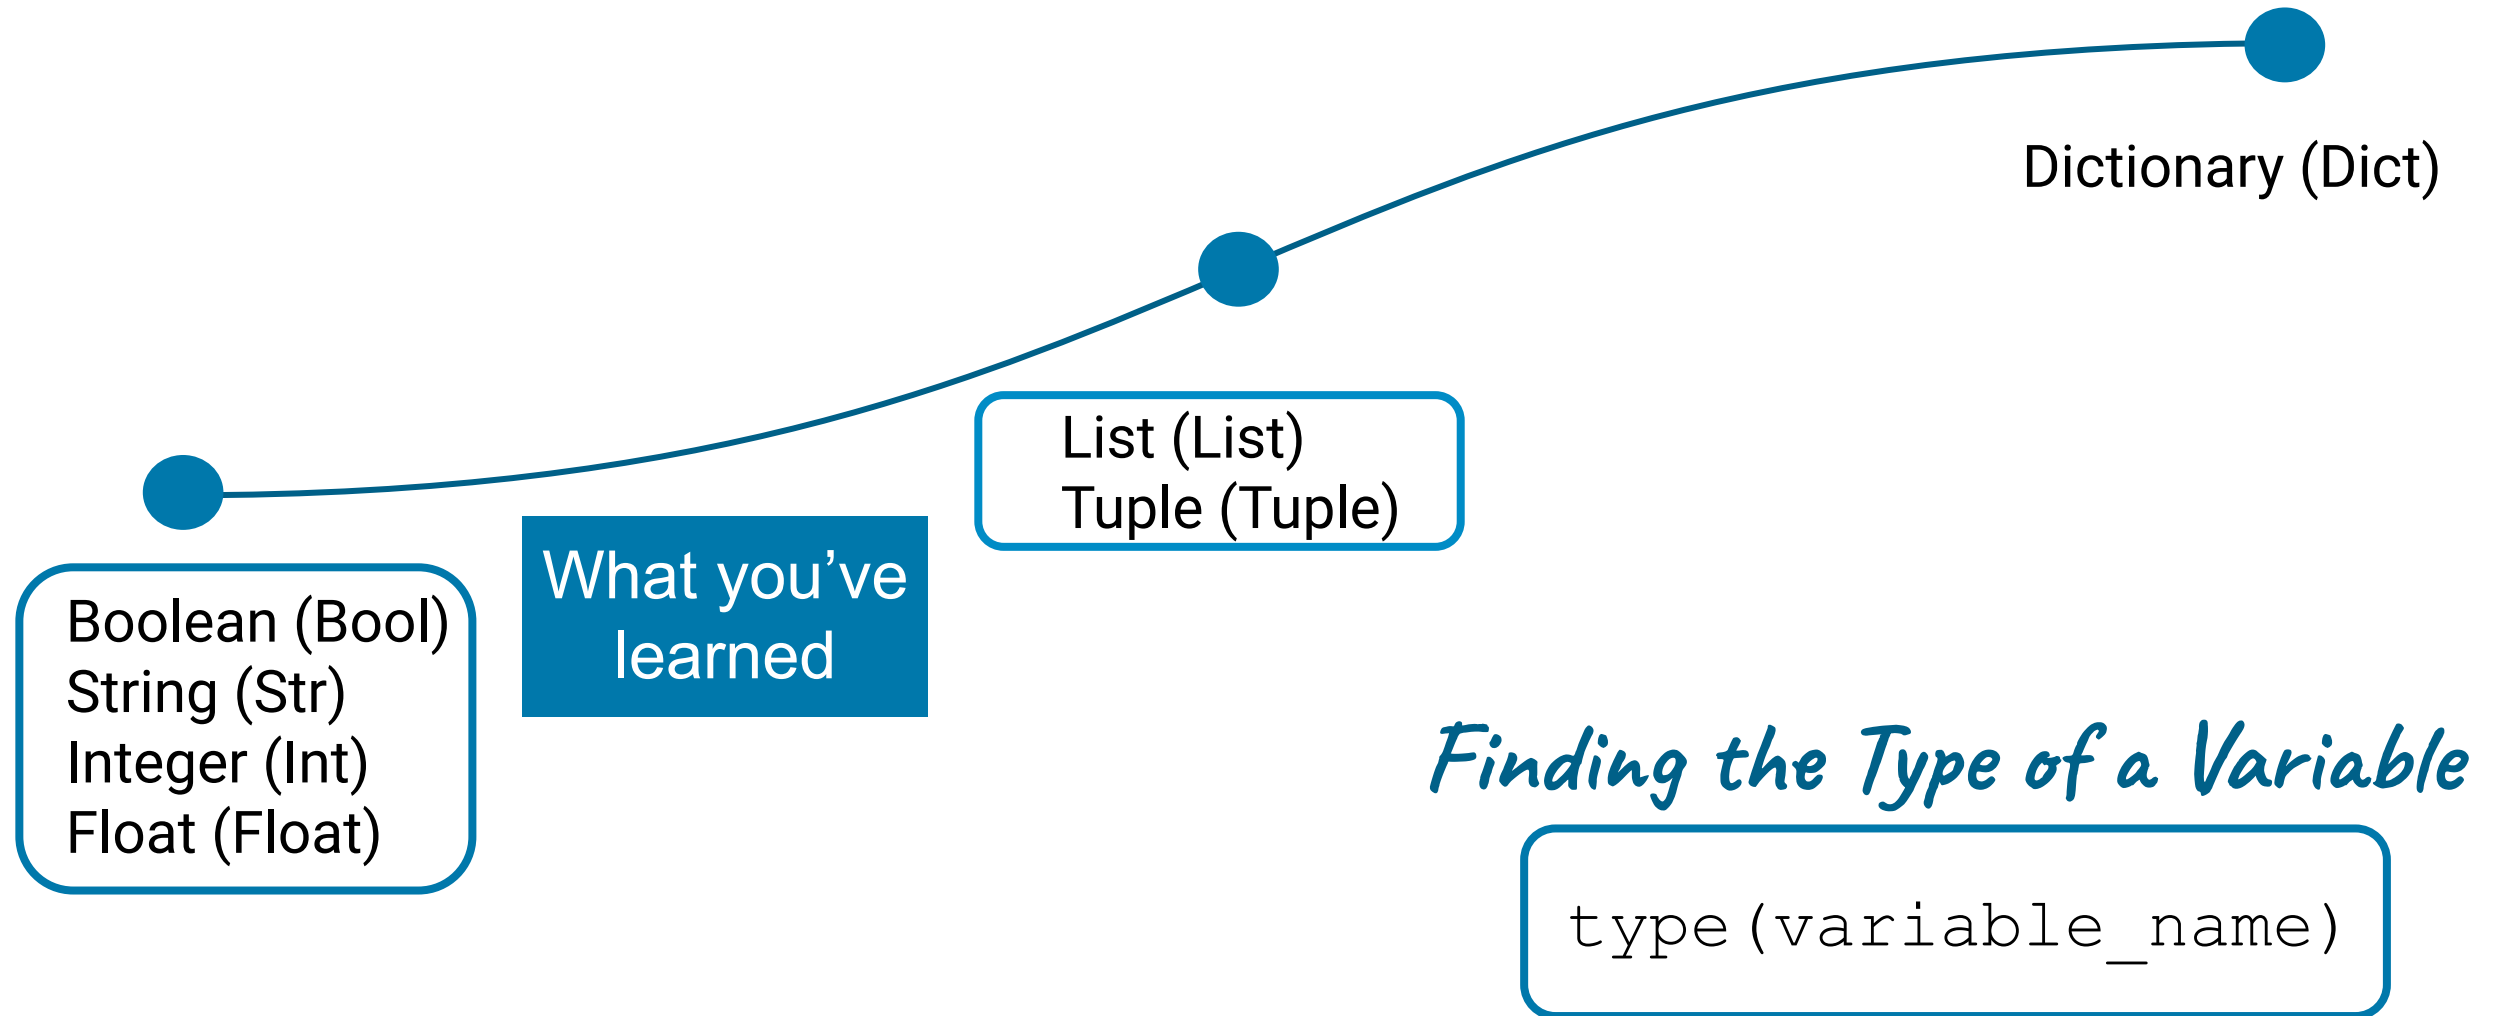 Dictionary (Dict)
List (List)
Tuple (Tuple)
What you’ve
learned
Boolean (Bool)
String (Str)
Integer (Int)
Float (Float)
Finding the Type of a Variable
type(variable_name)